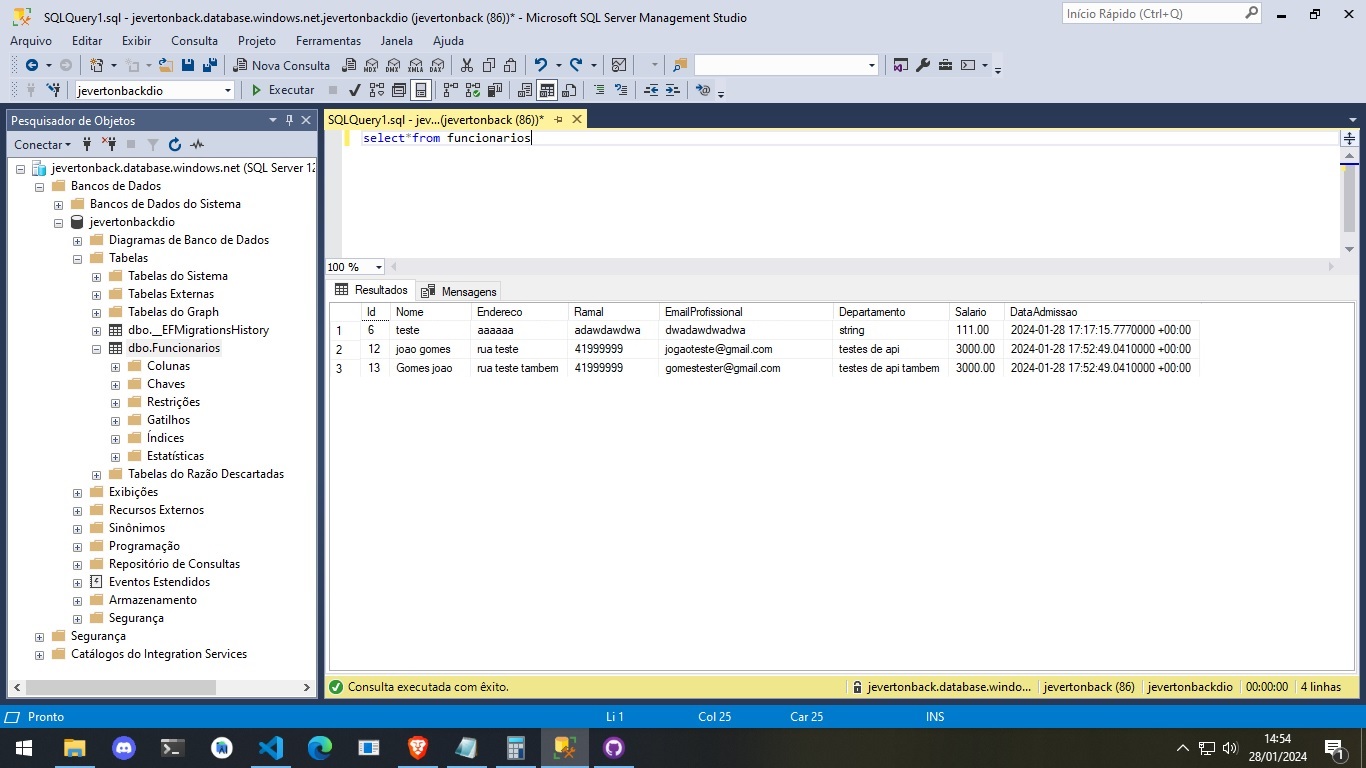 SQLQuery1.sql - jevertonback.database.windows.net.jevertonbackdio (jevertonback (86))* - Microsoft SQL Server Management Studio
Início Rápido (Ctrl+Q)
Arquivo Editar Exibir Consulta Projeto Ferramentas Janela Ajuda
Nova Consulta MDX DMX XMLA DAX
jevertonbackdio Executar
Pesquisador de Objetos
SQLQuery1.sql - jev...(jevertonback (86))*
Conectar
select*from funcionarios
jevertonback.database.windows.net (SQL Server 12
Bancos de Dados
Bancos de Dados do Sistema
jevertonbackdio
Diagramas de Banco de Dados
Tabelas
Tabelas do Sistema
Tabelas Externas
Tabelas do Graph
dbo.__EFMigrationsHistory
dbo.Funcionarios
Colunas
Chaves
Restrições
Gatilhos
Índices
Estatísticas
Tabelas do Razão Descartadas
Exibições
Recursos Externos
Sinônimos
Programação
Repositório de Consultas
Eventos Estendidos
Armazenamento
Segurança
Segurança
Catálogos do Integration Services
100 %
Resultados Mensagens
Id Nome Endereco Ramal EmailProfissional Departamento Salario DataAdmissao
1 6 teste aaaaaa adawdawdwa dwadawdwadwa string 111.00 2024-01-28 17:17:15.7770000 +00:00
2 12 joao gomes rua teste 41999999 jogaoteste@gmail.com testes de api 3000.00 2024-01-28 17:52:49.0410000 +00:00
3 13 Gomes joao rua teste tambem 41999999 gomestester@gmail.com testes de api tambem 3000.00 2024-01-28 17:52:49.0410000 +00:00
Consulta executada com êxito. jevertonback.database.windo... jevertonback (86) jevertonbackdio 00:00:00 4 linhas
Pronto Li 1 Col 25 Car 25 INS
14:54
28/01/2024
1